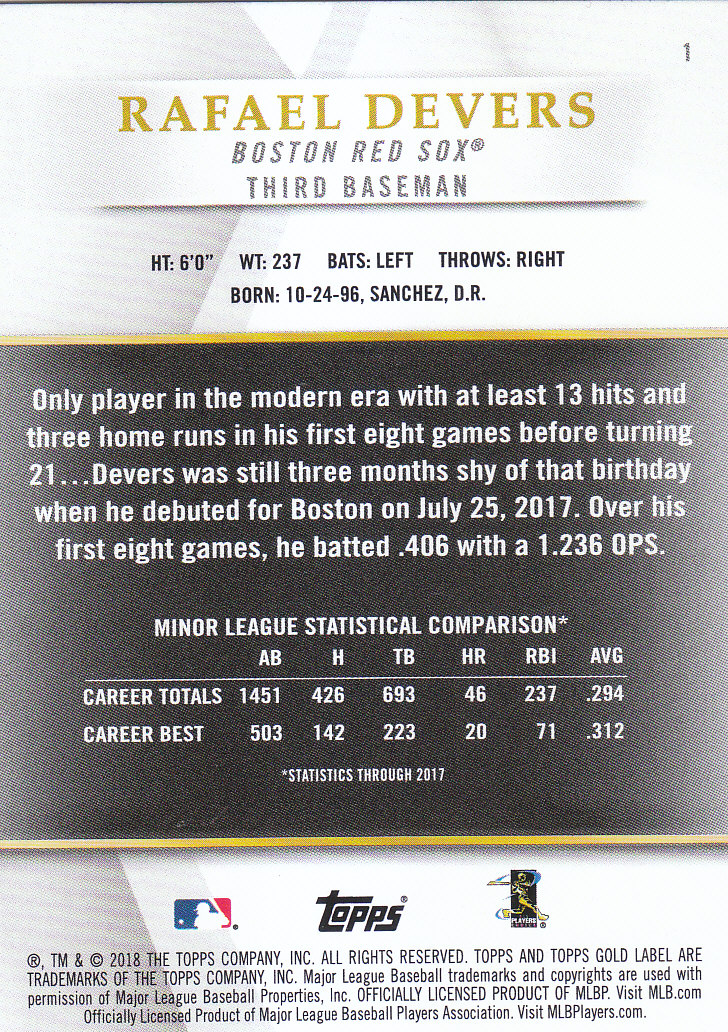 1
RAFAEL DEVERS
BOSTON RED SOX®
THIRD BASEMAN
HT: 6'0" WT: 237 BATS: LEFT THROWS: RIGHT
BORN: 10-24-96, SANCHEZ, D.R.
Only player in the modern era with at least 13 hits and
three home runs in his first eight games before turning
21...Devers was still three months shy of that birthday
when he debuted for Boston on July 25, 2017. Over his
first eight games, he batted .406 with a 1.236 OPS.
MINOR LEAGUE STATISTICAL COMPARISON*
AB H TB HR RBI AVG
CAREER TOTALS 1451 426 693 46 237 .294
CAREER BEST 503 142 223 20 71 .312
*STATISTICS THROUGH 2017
topps®
PLAYERS
®, TM & © 2018 THE TOPPS COMPANY, INC. ALL RIGHTS RESERVED. TOPPS AND TOPPS GOLD LABEL ARE
TRADEMARKS OF THE TOPPS COMPANY, INC. Major League Baseball trademarks and copyrights are used with
permission of Major League Baseball Properties, Inc. OFFICIALLY LICENSED PRODUCT OF MLBP. Visit MLB.com
Officially Licensed Product of Major League Baseball Players Association. Visit MLBPlayers.com.